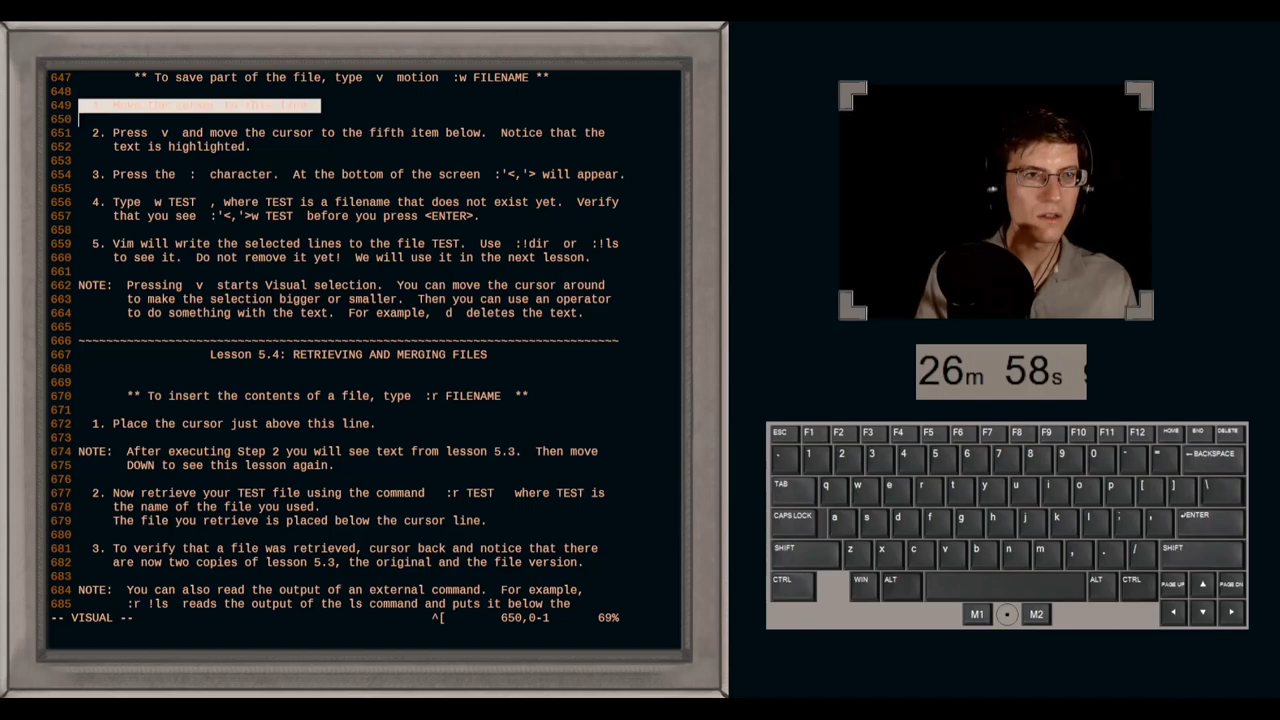 647 ** To save part of the file, type v motion :w FILENAME **
648
649 1. Move the cursor to this line.
650
651 2. Press v and move the cursor to the fifth item below. Notice that the
652 text is highlighted.
653
654 3. Press the : character. At the bottom of the screen :'<,'> will appear.
655
656 4. Type w TEST , where TEST is a filename that does not exist yet. Verify
657 that you see :'<,'>w TEST before you press <ENTER>.
658
659 5. Vim will write the selected lines to the file TEST. Use :!dir or :!ls
660 to see it. Do not remove it yet! We will use it in the next lesson.
661
662 NOTE: Pressing v starts Visual selection. You can move the cursor around
663 to make the selection bigger or smaller. Then you can use an operator
664 to do something with the text. For example, d deletes the text.
665
666 ~~~~~~~~~~~~~~~~~~~~~~~~~~~~~~~~~~~~~~~~~~~~~~~~~~~~~~~~~~~~~~~~~~~~~~~~~~~~~~
667 Lesson 5.4: RETRIEVING AND MERGING FILES
668
669
670 ** To insert the contents of a file, type :r FILENAME **
671
672 1. Place the cursor just above this line.
673
674 NOTE: After executing Step 2 you will see text from lesson 5.3. Then move
675 DOWN to see this lesson again.
676
677 2. Now retrieve your TEST file using the command :r TEST where TEST is
678 the name of the file you used.
679 The file you retrieve is placed below the cursor line.
680
681 3. To verify that a file was retrieved, cursor back and notice that there
682 are now two copies of lesson 5.3, the original and the file version.
683
684 NOTE: You can also read the output of an external command. For example,
685 :r !ls reads the output of the ls command and puts it below the
-- VISUAL -- ^[ 650,0-1 69%
26m 58s
ESC F1 F2 F3 F4 F5 F6 F7 F8 F9 F10 F11 F12 HOME END DELETE
1 2 3 4 5 6 7 8 9 0 - = ←BACKSPACE
TAB q w e r t y u i o p [ ] \
CAPS LOCK a s d f g h j k l ; ↵ENTER
SHIFT z x c v b n m , . / SHIFT
CTRL WIN ALT ALT CTRL PAGE UP ▲ PAGE DN
M1 M2 ◄ ▼ ►